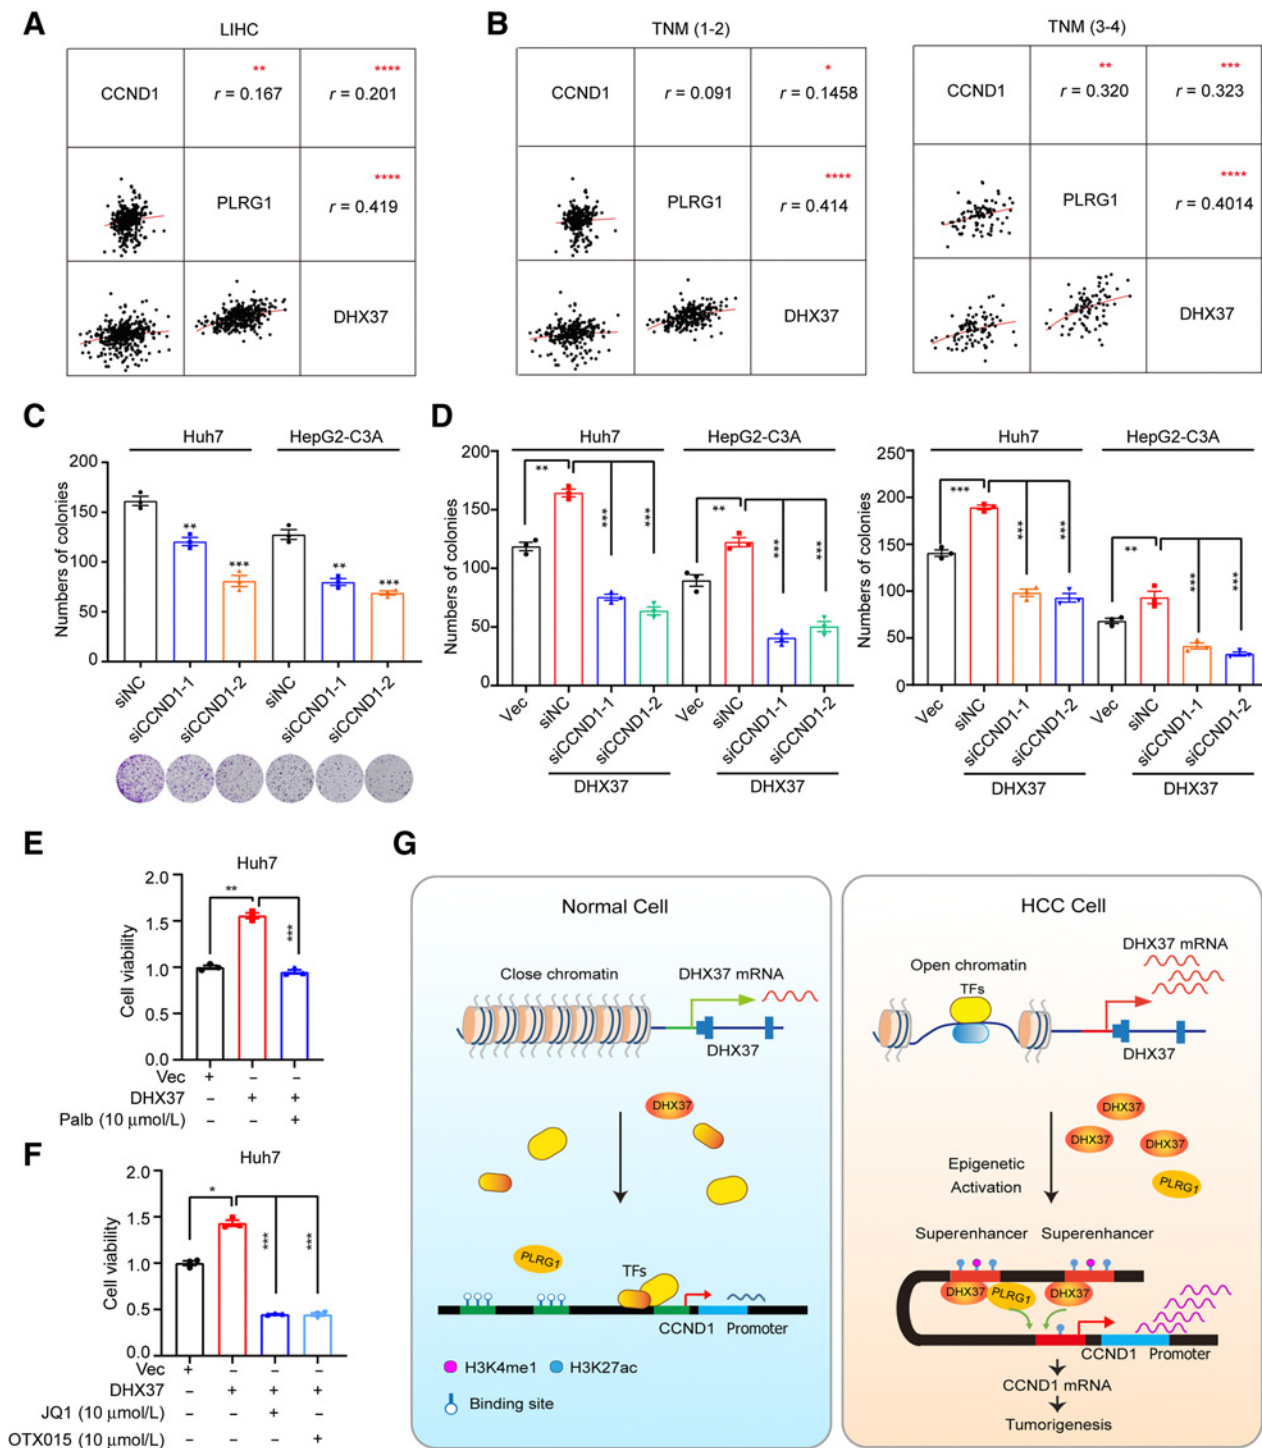 A
LIHC
CCND1
**
r = 0.167
****
r = 0.201
PLRG1
****
r = 0.419
DHX37
B
TNM (1-2)
CCND1
r = 0.091
*
r = 0.1458
PLRG1
****
r = 0.414
DHX37
TNM (3-4)
CCND1
**
r = 0.320
***
r = 0.323
PLRG1
****
r = 0.4014
DHX37
C
Huh7
HepG2-C3A
Numbers of colonies
200
150
100
50
0
**
***
**
***
siNC
siCCND1-1
siCCND1-2
siNC
siCCND1-1
siCCND1-2
D
Huh7
HepG2-C3A
Numbers of colonies
200
150
100
50
0
**
***
***
**
***
***
Vec
siNC
siCCND1-1
siCCND1-2
Vec
siNC
siCCND1-1
siCCND1-2
DHX37
DHX37
Huh7
HepG2-C3A
Numbers of colonies
250
200
150
100
50
0
***
***
***
**
***
***
Vec
siNC
siCCND1-1
siCCND1-2
Vec
siNC
siCCND1-1
siCCND1-2
DHX37
DHX37
E
Huh7
Cell viability
2.0
1.5
1.0
0.5
0.0
**
***
Vec + − −
DHX37 − + +
Palb (10 μmol/L) − − +
F
Huh7
Cell viability
2.0
1.5
1.0
0.5
0.0
*
***
***
Vec + − − −
DHX37 − + + +
JQ1 (10 μmol/L) − − + −
OTX015 (10 μmol/L) − − − +
G
Normal Cell
Close chromatin
DHX37 mRNA
DHX37
DHX37
PLRG1
TFs
CCND1 Promoter
H3K4me1
H3K27ac
Binding site
HCC Cell
DHX37 mRNA
Open chromatin
TFs
DHX37
DHX37
DHX37
DHX37
PLRG1
Epigenetic
Activation
Superenhancer
Superenhancer
DHX37
PLRG1
DHX37
CCND1 Promoter
CCND1 mRNA
Tumorigenesis